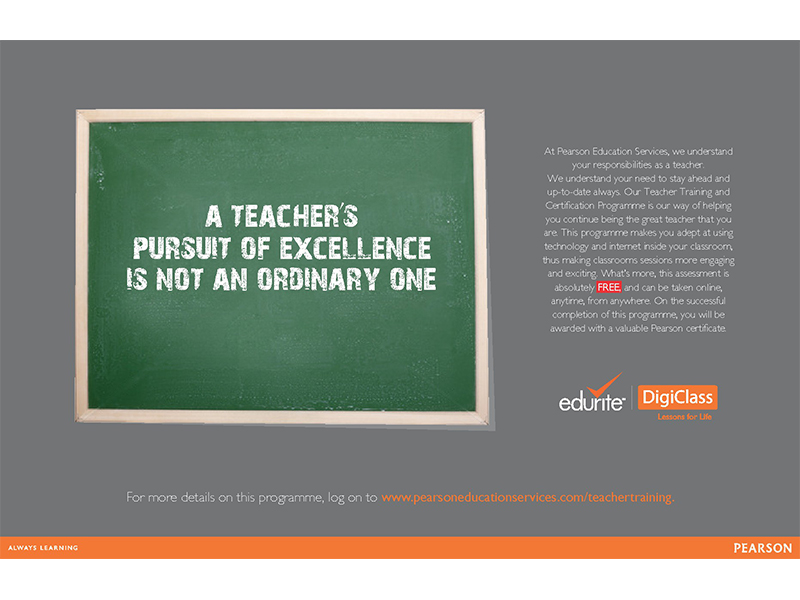 A TEACHER'S
PURSUIT OF EXCELLENCE
IS NOT AN ORDINARY ONE
At Pearson Education Services, we understand
your responsibilities as a teacher.
We understand your need to stay ahead and
up-to-date always. Our Teacher Training and
Certification Programme is our way of helping
you continue being the great teacher that you
are. This programme makes you adept at using
technology and internet inside your classroom,
thus making classrooms sessions more engaging
and exciting. What's more, this assessment is
absolutely FREE, and can be taken online,
anytime, from anywhere. On the successful
completion of this programme, you will be
awarded with a valuable Pearson certificate.
edurite™ DigiClass
Lessons for Life
For more details on this programme, log on to www.pearsoneducationservices.com/teachertraining.
ALWAYS LEARNING
PEARSON